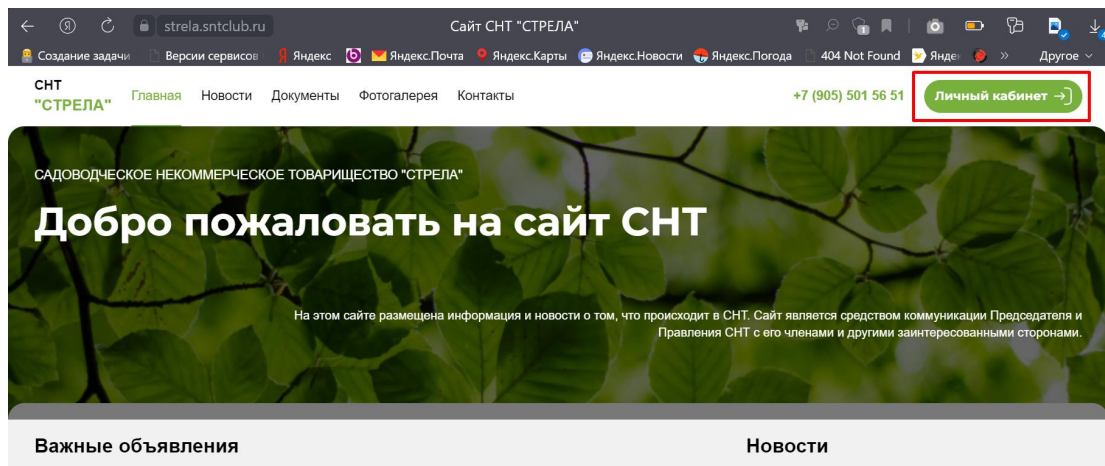 strela.sntclub.ru
Сайт СНТ "СТРЕЛА"
Создание задачи
Версии сервисов
Яндекс
Яндекс.Почта
Яндекс.Карты
Яндекс.Новости
Яндекс.Погода
404 Not Found
Другое
СНТ
"СТРЕЛА"
Главная Новости Документы Фотогалерея Контакты
+7 (905) 501 56 51
Личный кабинет
САДОВОДЧЕСКОЕ НЕКОММЕРЧЕСКОЕ ТОВАРИЩЕСТВО "СТРЕЛА"
Добро пожаловать на сайт СНТ
На этом сайте размещена информация и новости о том, что происходит в СНТ. Сайт является средством коммуникации Председателя и
Правления СНТ с его членами и другими заинтересованными сторонами.
Важные объявления
Новости